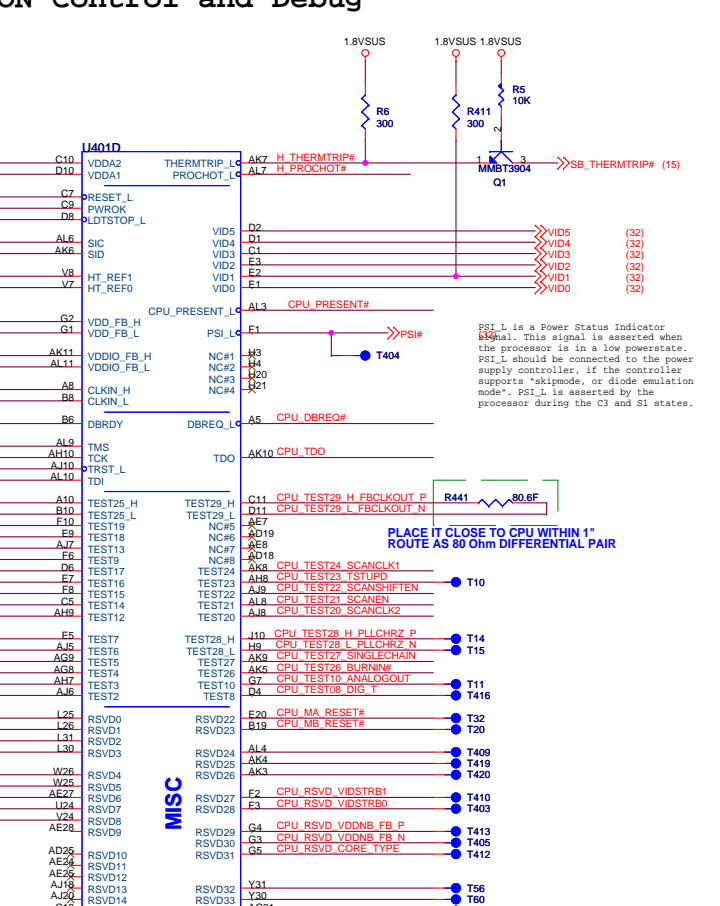 ON Control and Debug
1.8VSUS
1.8VSUS 1.8VSUS
R6
300
R411
300
R5
10K
2
1
3
MMBT3904
Q1
SB_THERMTRIP# (15)
U401D
C10 VDDA2 THERMTRIP_L AK7 H_THERMTRIP#
D10 VDDA1 PROCHOT_L AL7 H_PROCHOT#
C7 RESET_L
C9 PWROK
D8 LDTSTOP_L
VID5 D2 VID5 (32)
AL6 SIC VID4 D1 VID4 (32)
AK6 SID VID3 C1 VID3 (32)
VID2 E3 VID2 (32)
V8 HT_REF1 VID1 E2 VID1 (32)
V7 HT_REF0 VID0 E1 VID0 (32)
CPU_PRESENT_L AL3 CPU_PRESENT#
G2 VDD_FB_H
G1 VDD_FB_L PSI_L F1 PSI# (32)
T404
PSI_L is a Power Status Indicator
signal. This signal is asserted when
the processor is in a low powerstate.
PSI_L should be connected to the power
supply controller, if the controller
supports "skipmode, or diode emulation
mode". PSI_L is asserted by the
processor during the C3 and S1 states.
AK11 VDDIO_FB_H NC#1 H3
AL11 VDDIO_FB_L NC#2
NC#3 H20
A8 CLKIN_H NC#4 H21
B8 CLKIN_L
B6 DBRDY DBREQ_L A5 CPU_DBREQ#
AL9 TMS
AH10 TCK TDO AK10 CPU_TDO
AJ10 TRST_L
AL10 TDI
A10 TEST25_H TEST29_H C11 CPU_TEST29_H_FBCLKOUT_P R441 80.6F
B10 TEST25_L TEST29_L D11 CPU_TEST29_L_FBCLKOUT_N
F10 TEST19 NC#5 AE7
E9 TEST18 NC#6 AD19
AJ7 TEST13 NC#7 AE8
F6 TEST9 NC#8 AD18
PLACE IT CLOSE TO CPU WITHIN 1"
ROUTE AS 80 Ohm DIFFERENTIAL PAIR
D6 TEST17 TEST24 AK8 CPU_TEST24_SCANCLK1
E7 TEST16 TEST23 AH8 CPU_TEST23_TSTUPD T10
F8 TEST15 TEST22 AJ9 CPU_TEST22_SCANSHIFTEN
C5 TEST14 TEST21 AL8 CPU_TEST21_SCANEN
AH9 TEST12 TEST20 AJ8 CPU_TEST20_SCANCLK2
E5 TEST7 TEST28_H J10 CPU_TEST28_H_PLLCHRZ_P T14
AJ5 TEST6 TEST28_L H9 CPU_TEST28_L_PLLCHRZ_N T15
AG9 TEST5 TEST27 AK9 CPU_TEST27_SINGLECHAIN
AG8 TEST4 TEST26 AK5 CPU_TEST26_BURNIN#
AH7 TEST3 TEST10 G7 CPU_TEST10_ANALOGOUT T11
AJ6 TEST2 TEST8 D4 CPU_TEST08_DIG_T T416
L25 RSVD0 RSVD22 E20 CPU_MA_RESET# T32
L26 RSVD1 RSVD23 B19 CPU_MB_RESET# T20
L31 RSVD2
L30 RSVD3 RSVD24 AL4 T409
RSVD25 AK4 T419
W26 RSVD4 RSVD26 AK3 T420
W25 RSVD5
AE27 RSVD6 RSVD27 F2 CPU_RSVD_VIDSTRB1 T410
U24 RSVD7 RSVD28 F3 CPU_RSVD_VIDSTRB0 T403
V24 RSVD8
AE28 RSVD9 RSVD29 G4 CPU_RSVD_VDDNB_FB_P T413
RSVD30 G3 CPU_RSVD_VDDNB_FB_N T405
AD25 RSVD10 RSVD31 G5 CPU_RSVD_CORE_TYPE T412
AE24 RSVD11
AE25 RSVD12
AJ18 RSVD13 RSVD32 Y31 T56
AJ20 RSVD14 RSVD33 Y30 T60
MISC